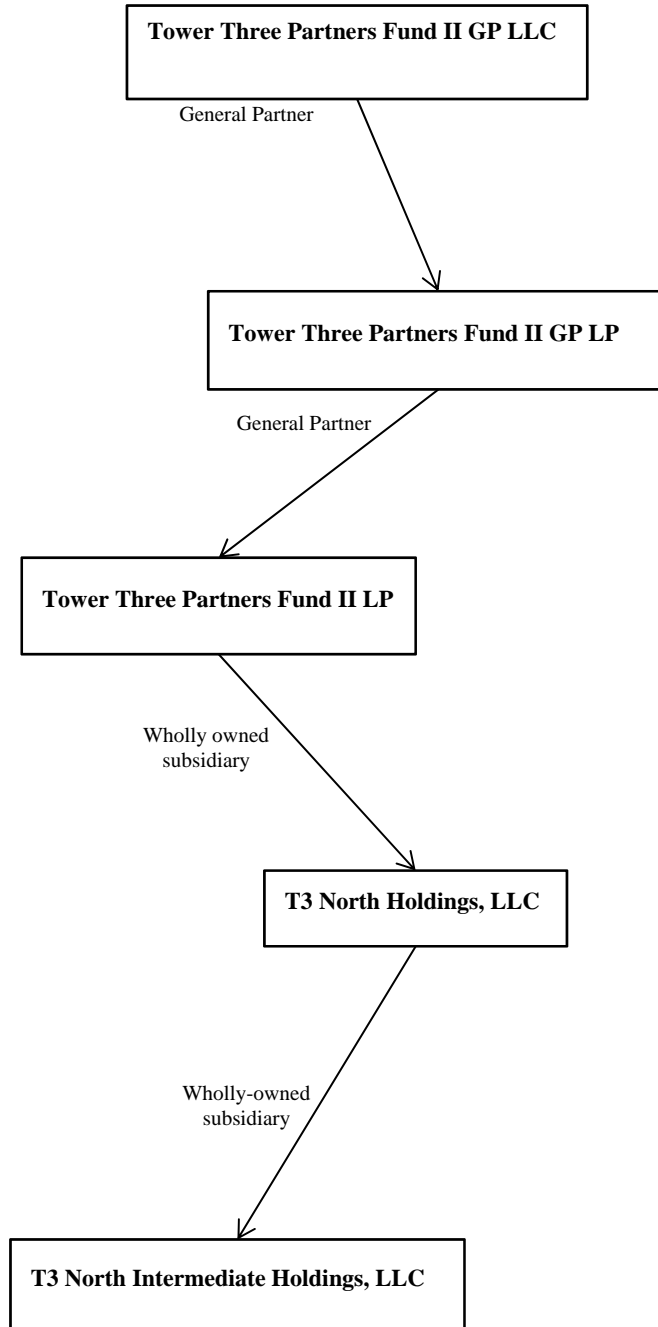 Tower Three Partners Fund II GP LLC
General Partner
Tower Three Partners Fund II GP LP
General Partner
Tower Three Partners Fund II LP
Wholly owned
subsidiary
T3 North Holdings, LLC
Wholly-owned
subsidiary
T3 North Intermediate Holdings, LLC